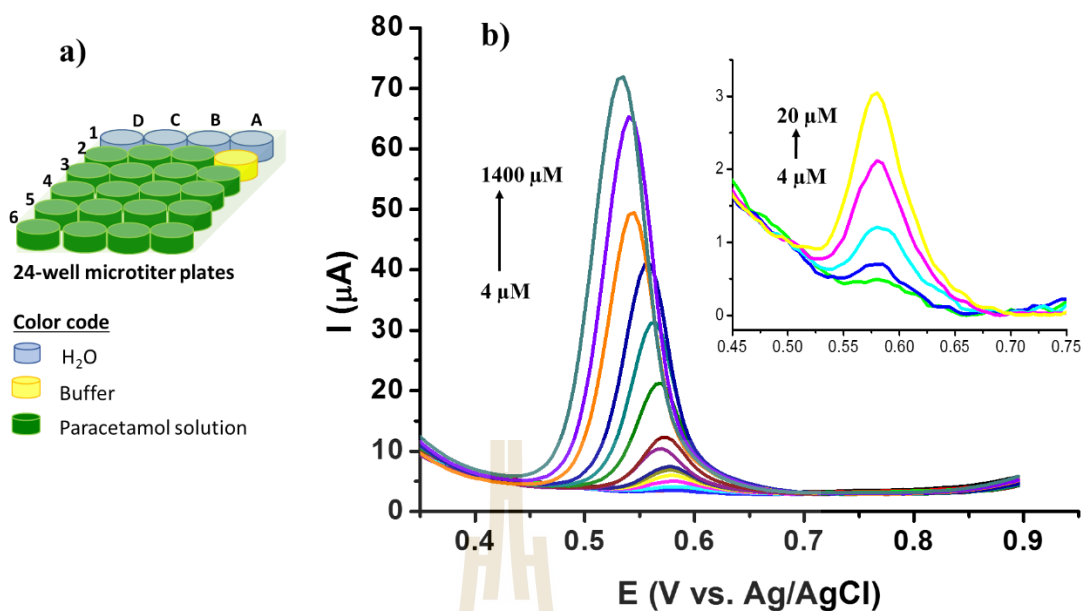 a)
D C B A
1
2
3
4
5
6
24-well microtiter plates
Color code
H₂O
Buffer
Paracetamol solution
b)
I (µA)
80
70
60
50
40
30
20
10
0
1400 µM
4 µM
0.4 0.5 0.6 0.7 0.8 0.9
E (V vs. Ag/AgCl)
3
2
1
0
20 µM
4 µM
0.45 0.50 0.55 0.60 0.65 0.70 0.75